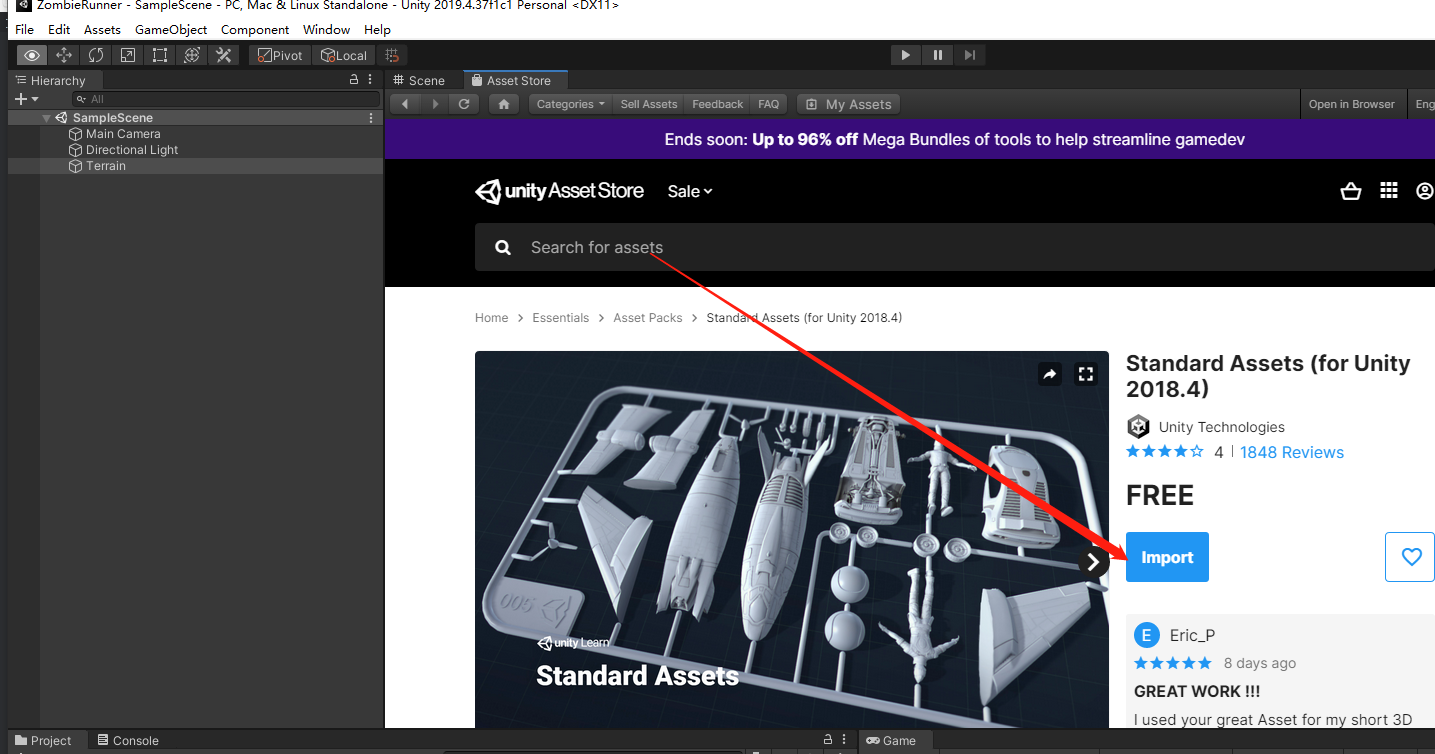 ZombieRunner - SampleScene - PC, Mac & Linux Standalone - Unity 2019.4.37f1c1 Personal <DX11>
File Edit Assets GameObject Component Window Help
Pivot Local
Hierarchy
All
SampleScene
Main Camera
Directional Light
Terrain
Scene Asset Store
Categories Sell Assets Feedback FAQ My Assets Open in Browser Eng
Ends soon: Up to 96% off Mega Bundles of tools to help streamline gamedev
unity Asset Store Sale
Search for assets
Home > Essentials > Asset Packs > Standard Assets (for Unity 2018.4)
005
unity Learn
Standard Assets
Standard Assets (for Unity
2018.4)
Unity Technologies
4 | 1848 Reviews
FREE
Import
E Eric_P
8 days ago
GREAT WORK !!!
I used your great Asset for my short 3D
Project Console
Game